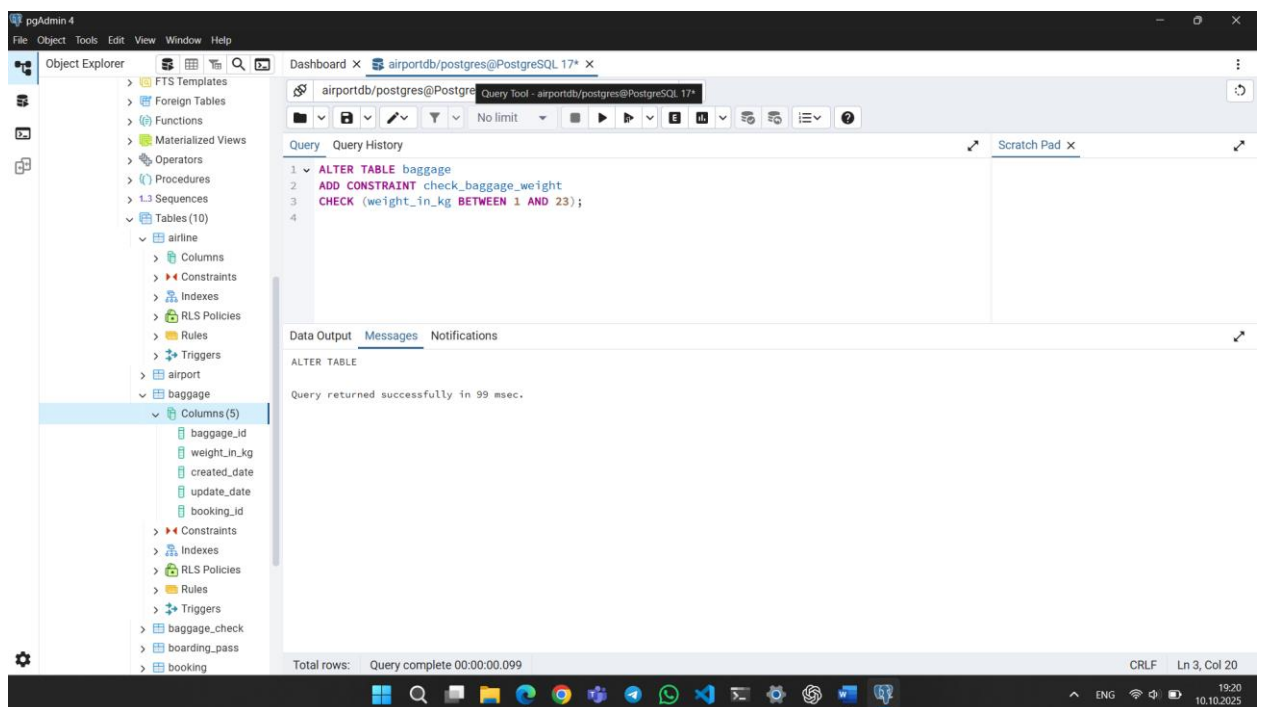 pgAdmin 4
File Object Tools Edit View Window Help
Object Explorer
Dashboard × airportdb/postgres@PostgreSQL 17* ×
FTS Templates
Foreign Tables
Functions
Materialized Views
Operators
Procedures
1..3 Sequences
Tables (10)
airline
Columns
Constraints
Indexes
RLS Policies
Rules
Triggers
airport
baggage
Columns (5)
baggage_id
weight_in_kg
created_date
update_date
booking_id
Constraints
Indexes
RLS Policies
Rules
Triggers
baggage_check
boarding_pass
booking
airportdb/postgres@Postgre
Query Tool - airportdb/postgres@PostgreSQL 17*
No limit
E
Query Query History
Scratch Pad ×
1 ALTER TABLE baggage
2 ADD CONSTRAINT check_baggage_weight
3 CHECK (weight_in_kg BETWEEN 1 AND 23);
4
Data Output Messages Notifications
ALTER TABLE
Query returned successfully in 99 msec.
Total rows: Query complete 00:00:00.099
CRLF Ln 3, Col 20
ENG
19:20
10.10.2025